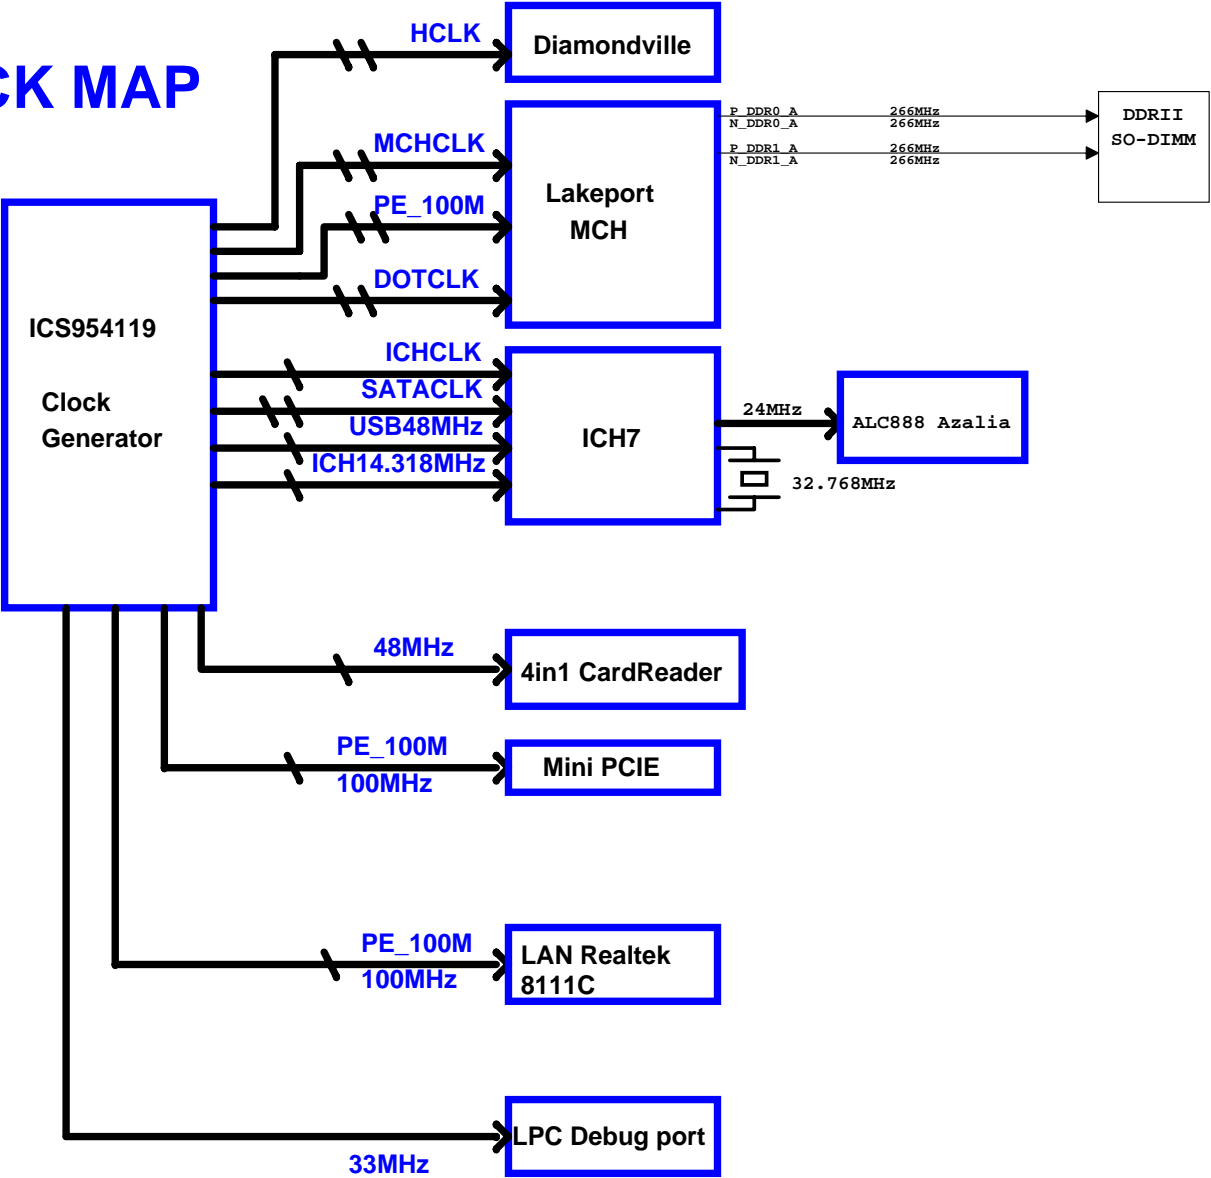 CK MAP
HCLK
Diamondville
MCHCLK
PE_100M
DOTCLK
Lakeport
MCH
P_DDR0_A 266MHz
N_DDR0_A 266MHz
P_DDR1_A 266MHz
N_DDR1_A 266MHz
DDRII
SO-DIMM
ICS954119
Clock
Generator
ICHCLK
SATACLK
USB48MHz
ICH14.318MHz
ICH7
24MHz
ALC888 Azalia
32.768MHz
48MHz
4in1 CardReader
PE_100M
100MHz
Mini PCIE
PE_100M
100MHz
LAN Realtek
8111C
33MHz
LPC Debug port